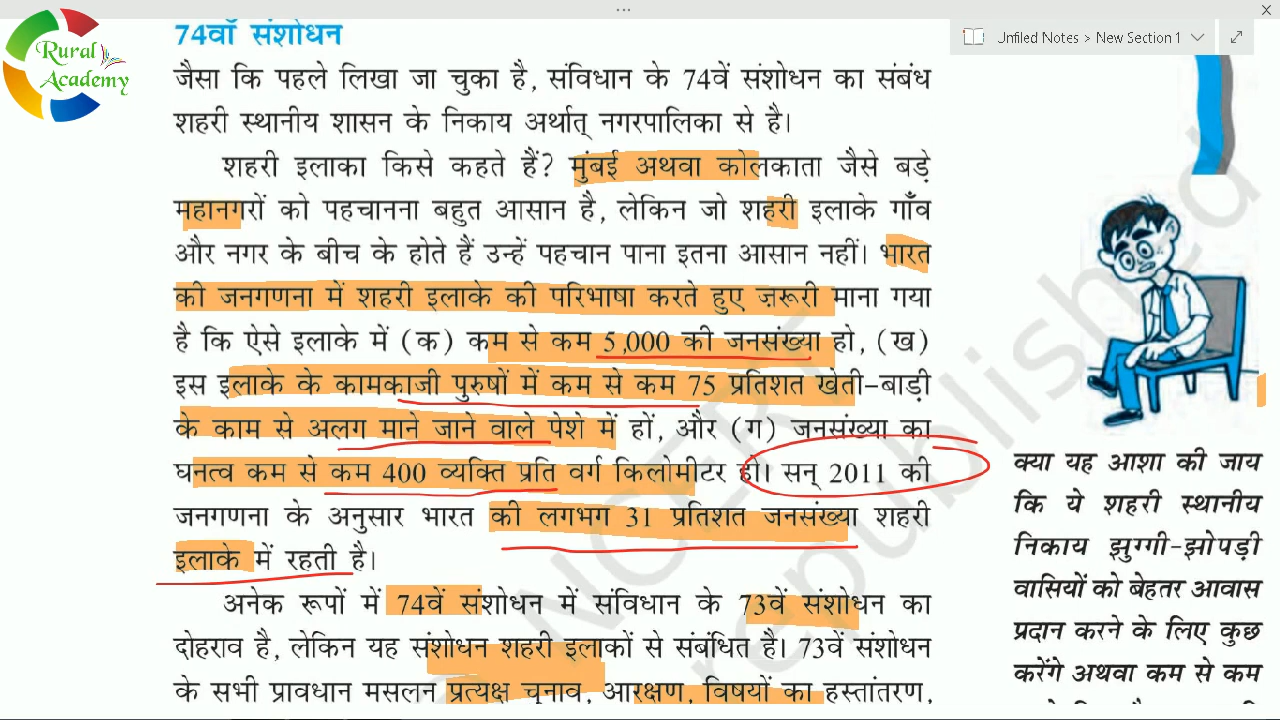 Rural
Academy
Jnfiled Notes > New Section 1
74वाँ संशोधन
जैसा कि पहले लिखा जा चुका है, संविधान के 74वें संशोधन का संबंध
शहरी स्थानीय शासन के निकाय अर्थात् नगरपालिका से है।
शहरी इलाका किसे कहते हैं? मुंबई अथवा कोलकाता जैसे बड़े
महानगरों को पहचानना बहुत आसान है, लेकिन जो शहरी इलाके गाँव
और नगर के बीच के होते हैं उन्हें पहचान पाना इतना आसान नहीं। भारत
की जनगणना में शहरी इलाके की परिभाषा करते हुए ज़रूरी माना गया
है कि ऐसे इलाके में (क) कम से कम 5,000 की जनसंख्या हो, (ख)
इस इलाके के कामकाजी पुरुषों में कम से कम 75 प्रतिशत खेती-बाड़ी
के काम से अलग माने जाने वाले पेशे में हों, और (ग) जनसंख्या का
घनत्व कम से कम 400 व्यक्ति प्रति वर्ग किलोमीटर हो। सन् 2011 की
जनगणना के अनुसार भारत की लगभग 31 प्रतिशत जनसंख्या शहरी
इलाके में रहती है।
अनेक रूपों में 74वें संशोधन में संविधान के 73वें संशोधन का
दोहराव है, लेकिन यह संशोधन शहरी इलाकों से संबंधित है। 73वें संशोधन
के सभी प्रावधान मसलन प्रत्यक्ष चुनाव, आरक्षण, विषयों का हस्तांतरण,
क्या यह आशा की जाय
कि ये शहरी स्थानीय
निकाय झुग्गी-झोपड़ी
वासियों को बेहतर आवास
प्रदान करने के लिए कुछ
करेंगे अथवा कम से कम
NCERT
republished